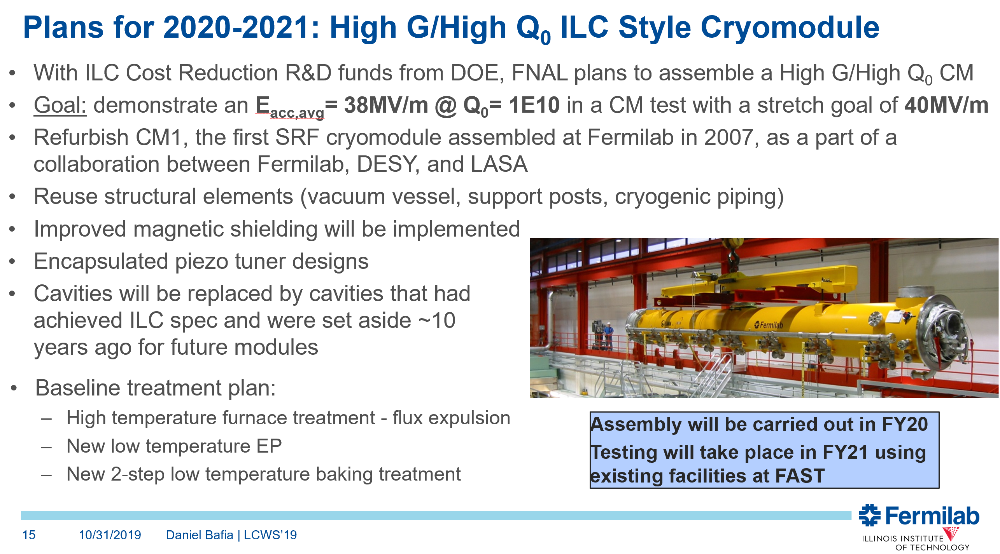 Plans for 2020-2021: High G/High Q0 ILC Style Cryomodule
• With ILC Cost Reduction R&D funds from DOE, FNAL plans to assemble a High G/High Q0 CM
• Goal: demonstrate an Eacc,avg= 38MV/m @ Q0= 1E10 in a CM test with a stretch goal of 40MV/m
• Refurbish CM1, the first SRF cryomodule assembled at Fermilab in 2007, as a part of a
collaboration between Fermilab, DESY, and LASA
• Reuse structural elements (vacuum vessel, support posts, cryogenic piping)
• Improved magnetic shielding will be implemented
• Encapsulated piezo tuner designs
• Cavities will be replaced by cavities that had
achieved ILC spec and were set aside ~10
years ago for future modules
Fermilab
• Baseline treatment plan:
– High temperature furnace treatment - flux expulsion
– New low temperature EP
– New 2-step low temperature baking treatment
Assembly will be carried out in FY20
Testing will take place in FY21 using
existing facilities at FAST
Fermilab
15 10/31/2019 Daniel Bafia | LCWS’19
ILLINOIS INSTITUTE
OF TECHNOLOGY